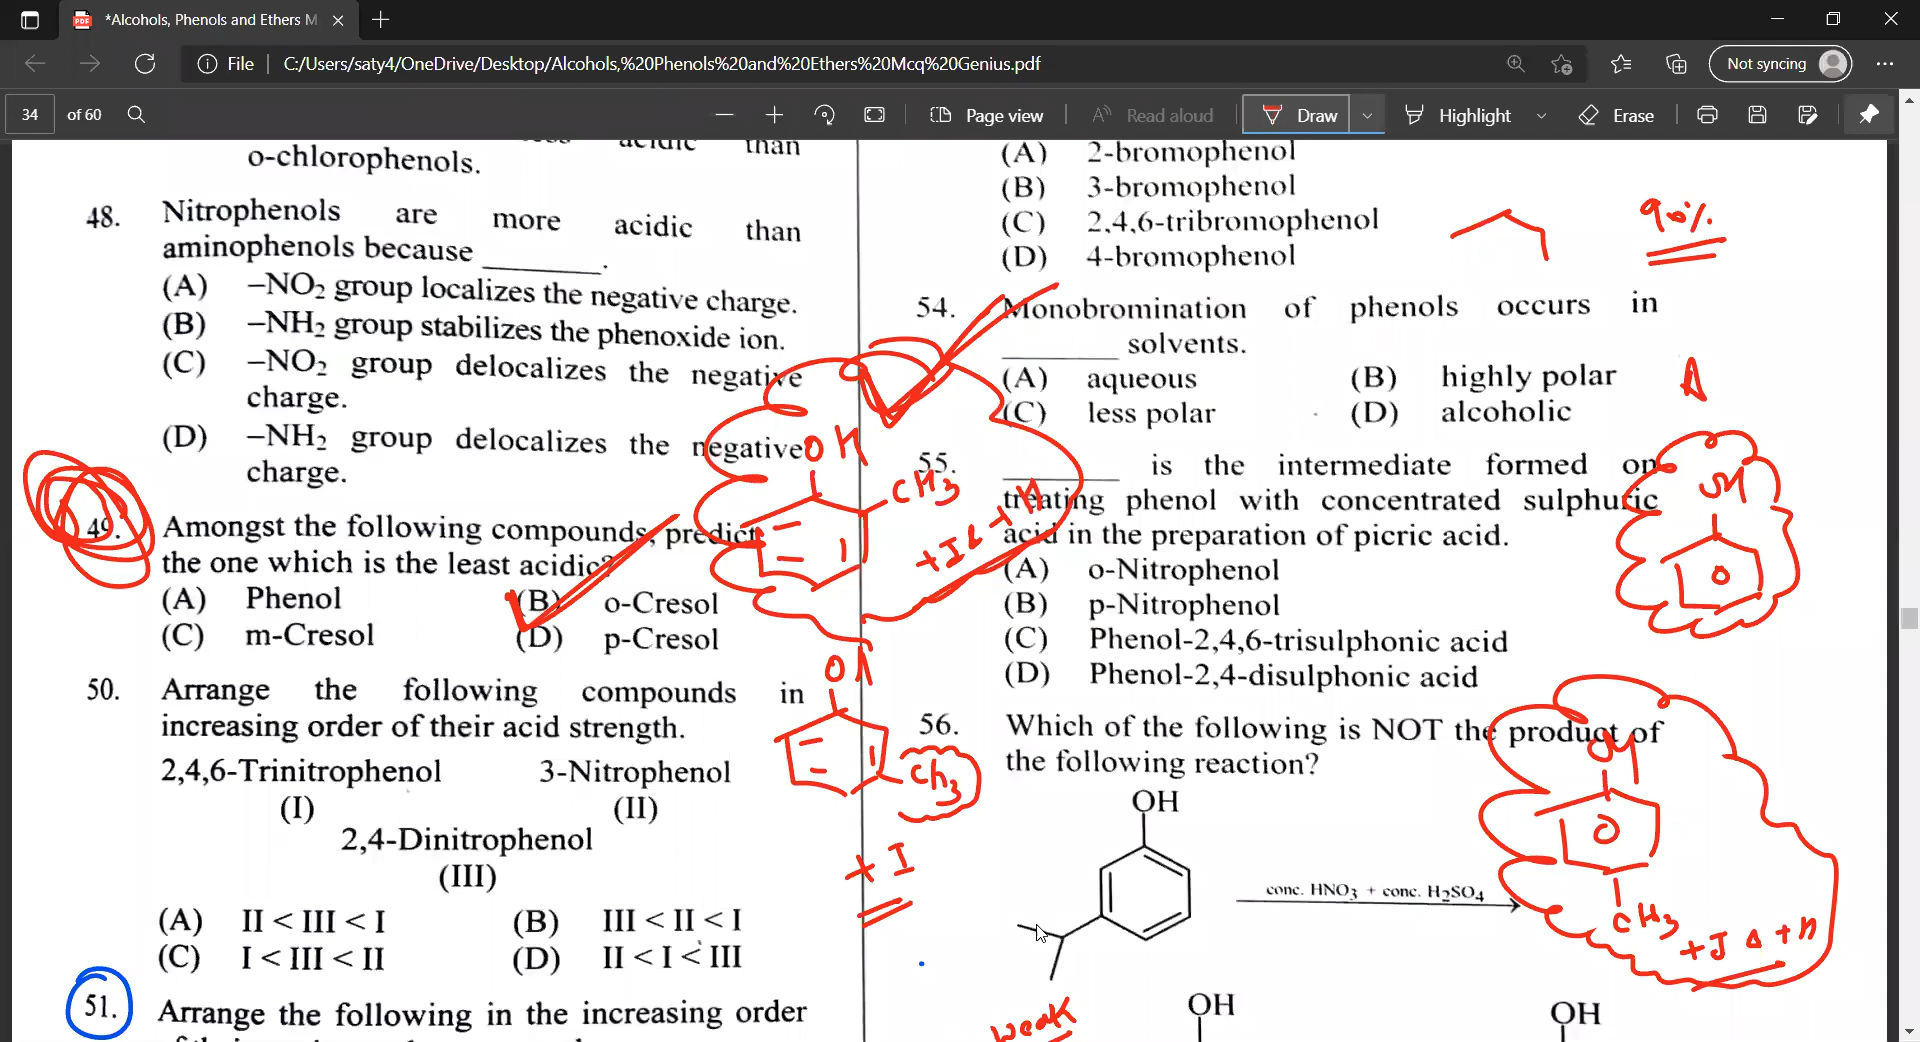 *Alcohols, Phenols and Ethers M
File
C:/Users/saty4/OneDrive/Desktop/Alcohols,%20Phenols%20and%20Ethers%20Mcq%20Genius.pdf
Not syncing
34 of 60
Page view
Read aloud
Draw
Highlight
Erase
acidic than
o-chlorophenols.
48. Nitrophenols are more acidic than
aminophenols because ________.
(A) –NO₂ group localizes the negative charge.
(B) –NH₂ group stabilizes the phenoxide ion.
(C) –NO₂ group delocalizes the negative
charge.
(D) –NH₂ group delocalizes the negative
charge.
49. Amongst the following compounds, predict
the one which is the least acidic?
(A) Phenol (B) o-Cresol
(C) m-Cresol (D) p-Cresol
50. Arrange the following compounds in
increasing order of their acid strength.
2,4,6-Trinitrophenol 3-Nitrophenol
(I) (II)
2,4-Dinitrophenol
(III)
(A) II < III < I (B) III < II < I
(C) I < III < II (D) II < I < III
51. Arrange the following in the increasing order
OH
CH3
+I & +H
OH
CH3
+I
(A) 2-bromophenol
(B) 3-bromophenol
(C) 2,4,6-tribromophenol
(D) 4-bromophenol
90%
54. Monobromination of phenols occurs in
________ solvents.
(A) aqueous (B) highly polar
(C) less polar (D) alcoholic
55. ________ is the intermediate formed on
treating phenol with concentrated sulphuric
acid in the preparation of picric acid.
(A) o-Nitrophenol
(B) p-Nitrophenol
(C) Phenol-2,4,6-trisulphonic acid
(D) Phenol-2,4-disulphonic acid
OH
56. Which of the following is NOT the product of
the following reaction?
OH
conc. HNO₃ + conc. H₂SO₄
OH
CH3
+I & +H
weak
OH OH